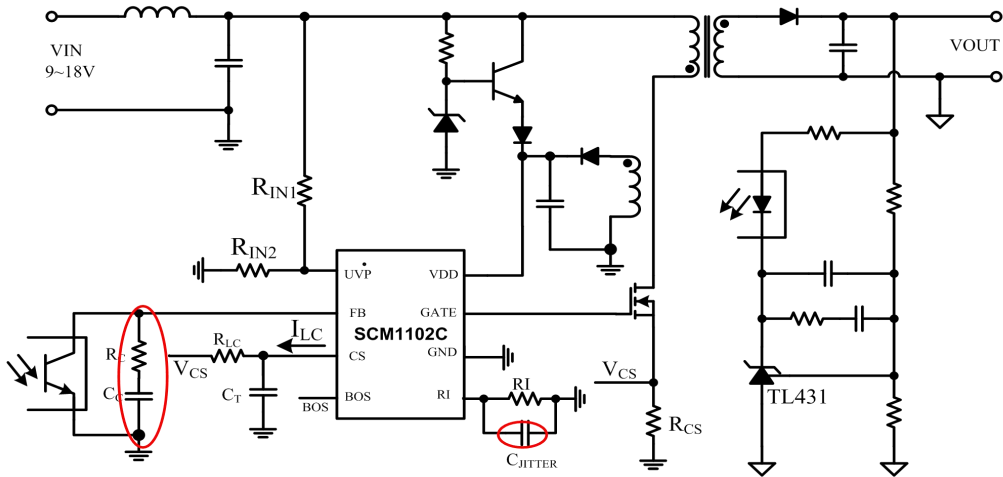 VIN
9~18V
VOUT
RIN1
RIN2
UVP
VDD
FB
GATE
SCM1102C
ILC
RLC
VCS
CS
GND
RC
CC
CT
BOS
BOS
RI
RI
CJITTER
VCS
RCS
TL431